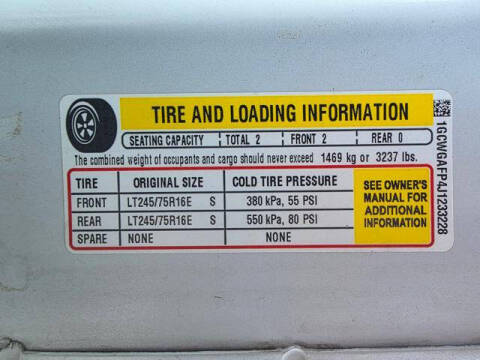 TIRE AND LOADING INFORMATION
SEATING CAPACITY TOTAL 2 FRONT 2 REAR 0
The combined weight of occupants and cargo should never exceed 1469 kg or 3237 lbs.
TIRE ORIGINAL SIZE COLD TIRE PRESSURE
FRONT LT245/75R16E S 380 kPa, 55 PSI
REAR LT245/75R16E S 550 kPa, 80 PSI
SPARE NONE NONE
SEE OWNER'S
MANUAL FOR
ADDITIONAL
INFORMATION
1GCWGAFP4J1233228